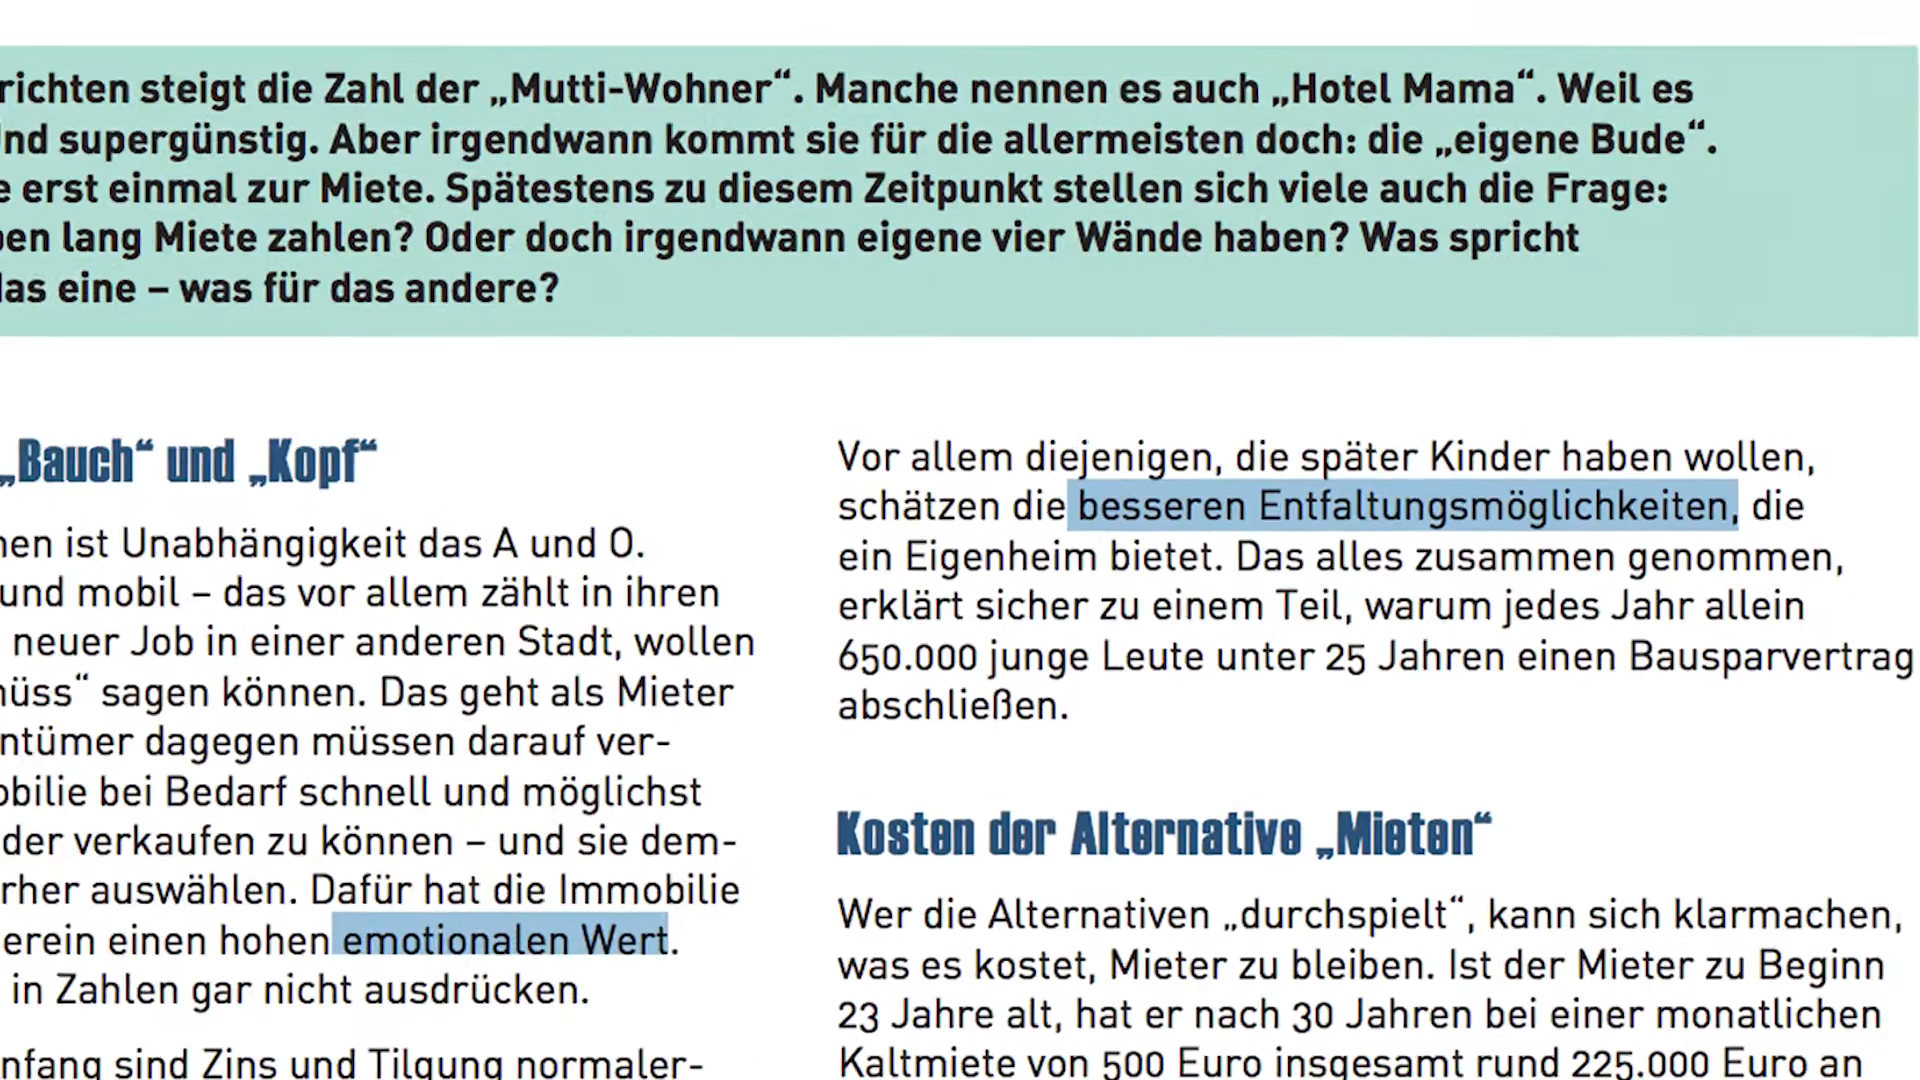 richten steigt die Zahl der „Mutti-Wohner“. Manche nennen es auch „Hotel Mama“. Weil es
nd supergünstig. Aber irgendwann kommt sie für die allermeisten doch: die „eigene Bude“.
e erst einmal zur Miete. Spätestens zu diesem Zeitpunkt stellen sich viele auch die Frage:
ben lang Miete zahlen? Oder doch irgendwann eigene vier Wände haben? Was spricht
das eine – was für das andere?
„Bauch“ und „Kopf“
nen ist Unabhängigkeit das A und O.
und mobil – das vor allem zählt in ihren
neuer Job in einer anderen Stadt, wollen
hüss“ sagen können. Das geht als Mieter
ntümer dagegen müssen darauf ver-
obilie bei Bedarf schnell und möglichst
der verkaufen zu können – und sie dem-
rher auswählen. Dafür hat die Immobilie
erein einen hohen emotionalen Wert.
in Zahlen gar nicht ausdrücken.
nfang sind Zins und Tilgung normaler-
Vor allem diejenigen, die später Kinder haben wollen,
schätzen die besseren Entfaltungsmöglichkeiten, die
ein Eigenheim bietet. Das alles zusammen genommen,
erklärt sicher zu einem Teil, warum jedes Jahr allein
650.000 junge Leute unter 25 Jahren einen Bausparvertrag
abschließen.
Kosten der Alternative „Mieten“
Wer die Alternativen „durchspielt“, kann sich klarmachen,
was es kostet, Mieter zu bleiben. Ist der Mieter zu Beginn
23 Jahre alt, hat er nach 30 Jahren bei einer monatlichen
Kaltmiete von 500 Euro insgesamt rund 225.000 Euro an